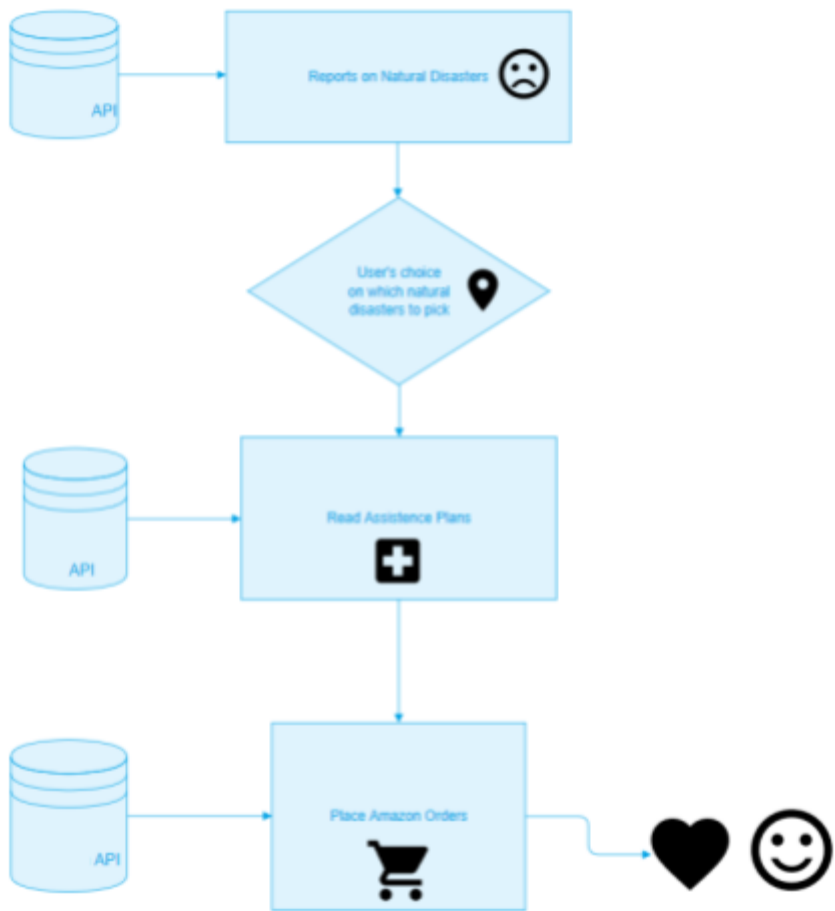 API
Reports on Natural Disasters
User's choice
on which natural
disasters to pick
API
Read Assistence Plans
API
Place Amazon Orders